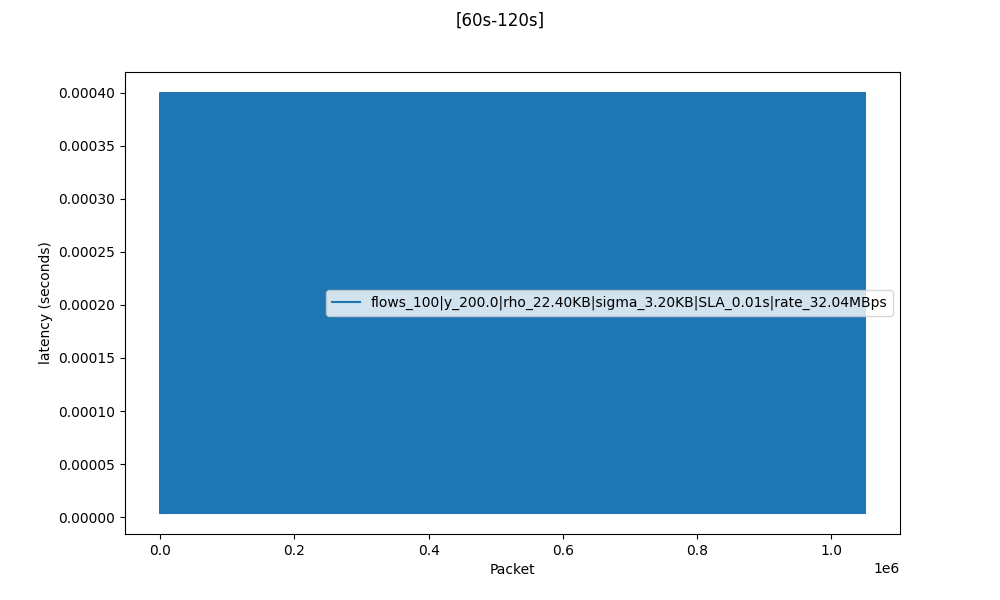 [60s-120s]
0.00040
0.00035
0.00030
0.00025
0.00020
0.00015
0.00010
0.00005
0.00000
latency (seconds)
flows_100|y_200.0|rho_22.40KB|sigma_3.20KB|SLA_0.01s|rate_32.04MBps
0.0 0.2 0.4 0.6 0.8 1.0
1e6
Packet